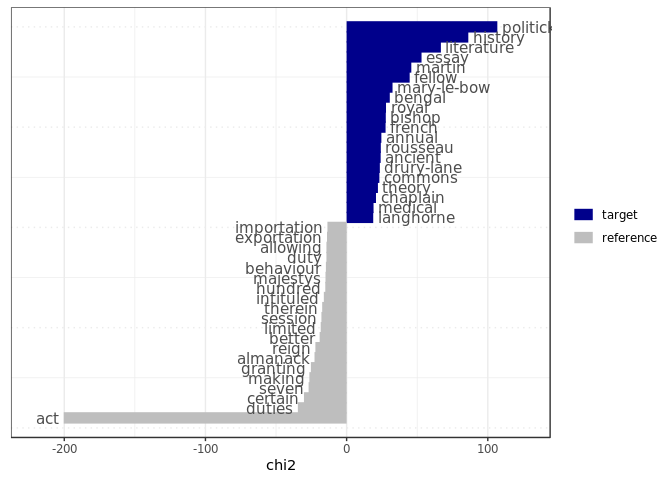 politick
history
literature
essay
martin
fellow
mary-le-bow
bengal
royal
bishop
french
annual
rousseau
ancient
drury-lane
commons
theory
chaplain
medical
langhorne
importation
exportation
allowing
duty
behaviour
majestys
hundred
intituled
therein
session
limited
better
reign
almanack
granting
making
seven
certain
duties
act
target
reference
-200 -100 0 100
chi2